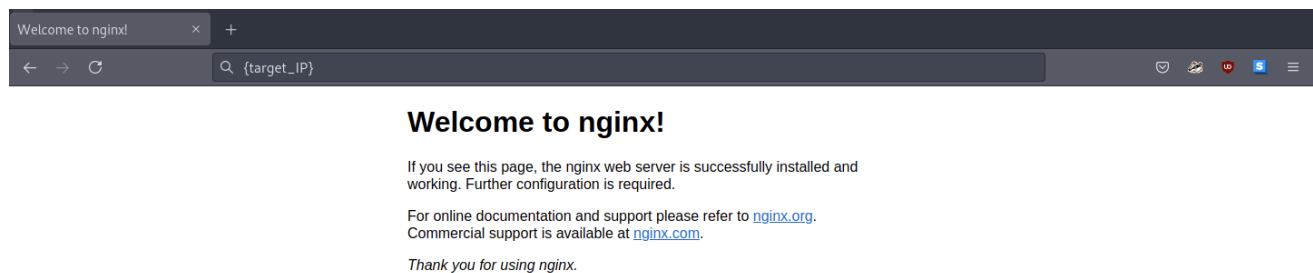 Welcome to nginx!
{target_IP}
Welcome to nginx!
If you see this page, the nginx web server is successfully installed and
working. Further configuration is required.
For online documentation and support please refer to nginx.org.
Commercial support is available at nginx.com.
Thank you for using nginx.